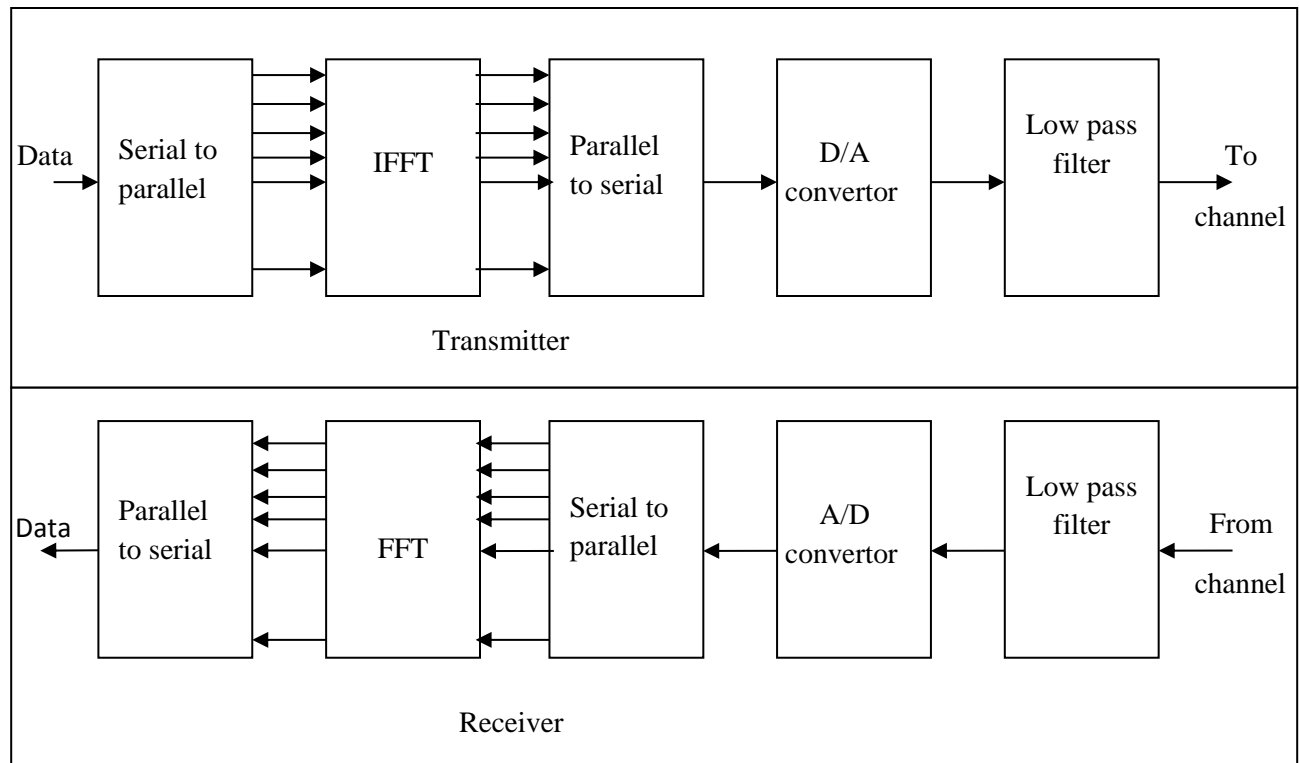 Data
Serial to
parallel
IFFT
Parallel
to serial
D/A
convertor
Low pass
filter
To
channel
Transmitter
Data
Parallel
to serial
FFT
Serial to
parallel
A/D
convertor
Low pass
filter
From
channel
Receiver